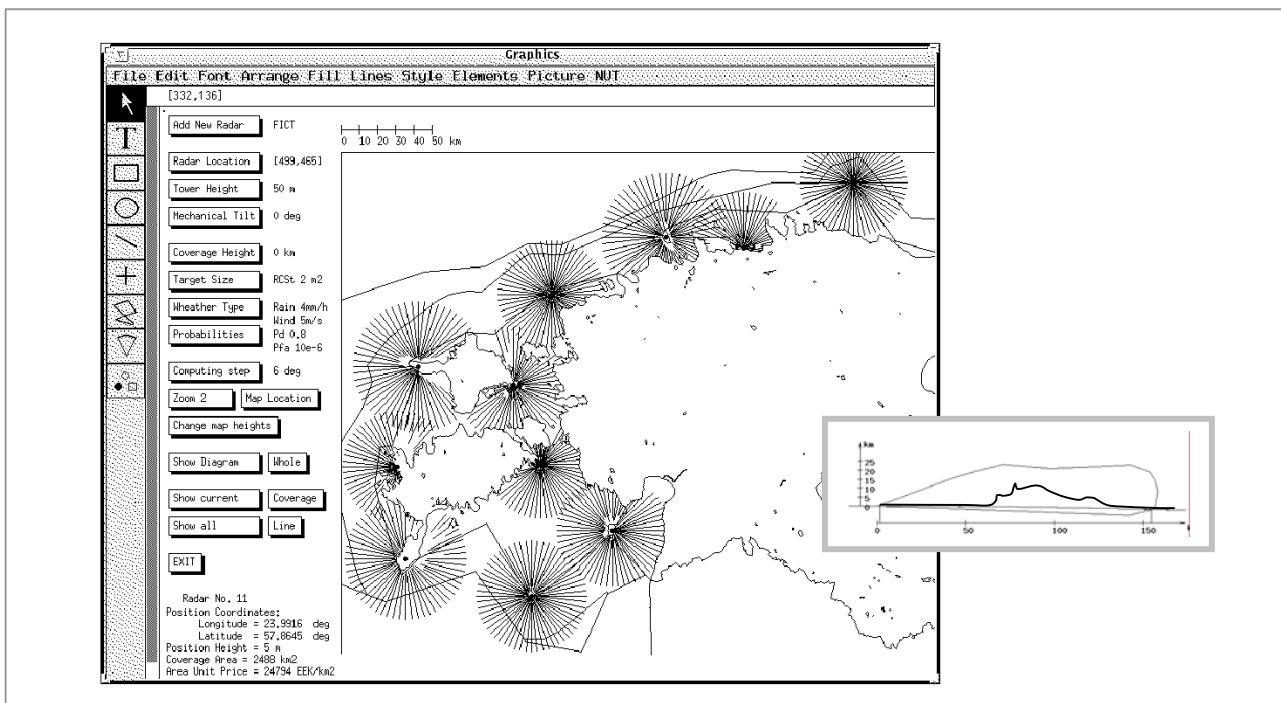 Graphics
File Edit Font Arrange Fill Lines Style Elements Picture NUT
[332,136]
Add New Radar FICT
0 10 20 30 40 50 km
Radar Location [499,465]
Tower Height 50 m
Mechanical Tilt 0 deg
Coverage Height 0 km
Target Size RCSt 2 m2
Wheather Type Rain 4mm/h
Wind 5m/s
Probabilities Pd 0.8
Pfa 10e-6
Computing step 6 deg
Zoom 2 Map Location
Change map heights
Show Diagram Whole
Show current Coverage
Show all Line
EXIT
Radar No. 11
Position Coordinates:
Longitude = 23.9916 deg
Latitude = 57.8645 deg
Position Height = 5 m
Coverage Area = 2488 km2
Area Unit Price = 24794 EEK/km2
km
25
20
15
10
5
0
0 50 100 150